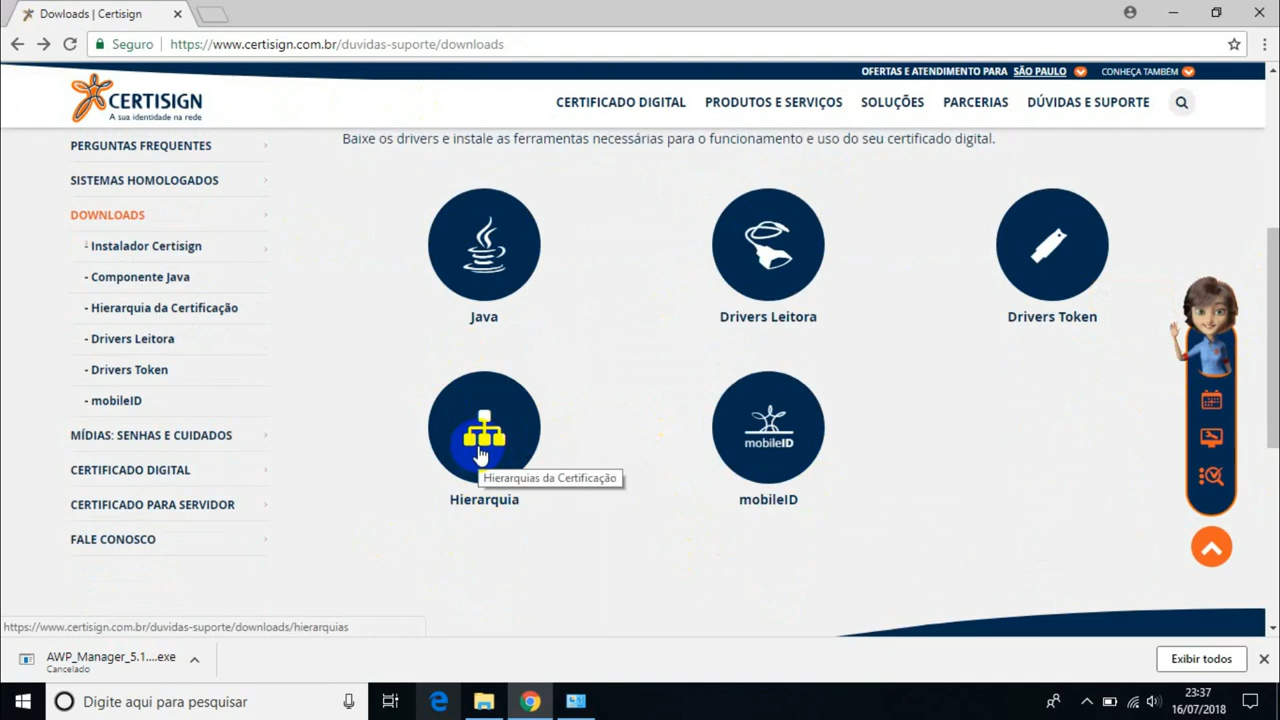 Dowloads | Certisign
Seguro
https://www.certisign.com.br/duvidas-suporte/downloads
OFERTAS E ATENDIMENTO PARA SÃO PAULO
CONHEÇA TAMBÉM
CERTISIGN
A sua identidade na rede
CERTIFICADO DIGITAL
PRODUTOS E SERVIÇOS
SOLUÇÕES
PARCERIAS
DÚVIDAS E SUPORTE
PERGUNTAS FREQUENTES
SISTEMAS HOMOLOGADOS
DOWNLOADS
- Instalador Certisign
- Componente Java
- Hierarquia da Certificação
- Drivers Leitora
- Drivers Token
- mobileID
MÍDIAS: SENHAS E CUIDADOS
CERTIFICADO DIGITAL
CERTIFICADO PARA SERVIDOR
FALE CONOSCO
Baixe os drivers e instale as ferramentas necessárias para o funcionamento e uso do seu certificado digital.
Java
Drivers Leitora
Drivers Token
mobileID
Hierarquias da Certificação
Hierarquia
mobileID
https://www.certisign.com.br/duvidas-suporte/downloads/hierarquias
AWP_Manager_5.1....exe
Cancelado
Exibir todos
Digite aqui para pesquisar
23:37
16/07/2018